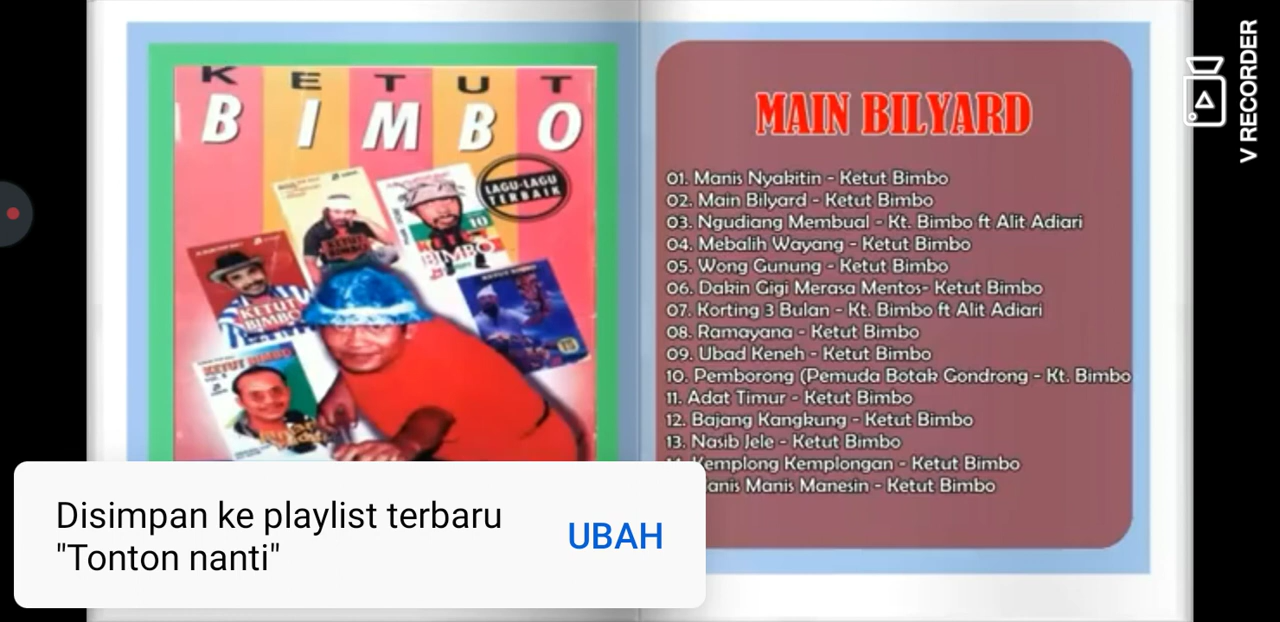 KETUT
BIMBO
LAGU-LAGU
TERBAIK
10
KETUT
BIMBO
KETUT BIMBO
MAIN BILYARD
01. Manis Nyakitin - Ketut Bimbo
02. Main Bilyard - Ketut Bimbo
03. Ngudiang Membual - Kt. Bimbo ft Alit Adiari
04. Mebalih Wayang - Ketut Bimbo
05. Wong Gunung - Ketut Bimbo
06. Dakin Gigi Merasa Mentos- Ketut Bimbo
07. Korting 3 Bulan - Kt. Bimbo ft Alit Adiari
08. Ramayana - Ketut Bimbo
09. Ubad Keneh - Ketut Bimbo
10. Pemborong (Pemuda Botak Gondrong - Kt. Bimbo
11. Adat Timur - Ketut Bimbo
12. Bajang Kangkung - Ketut Bimbo
13. Nasib Jele - Ketut Bimbo
Kemplong Kemplongan - Ketut Bimbo
anis Manis Manesin - Ketut Bimbo
Disimpan ke playlist terbaru
"Tonton nanti"
UBAH
V RECORDER